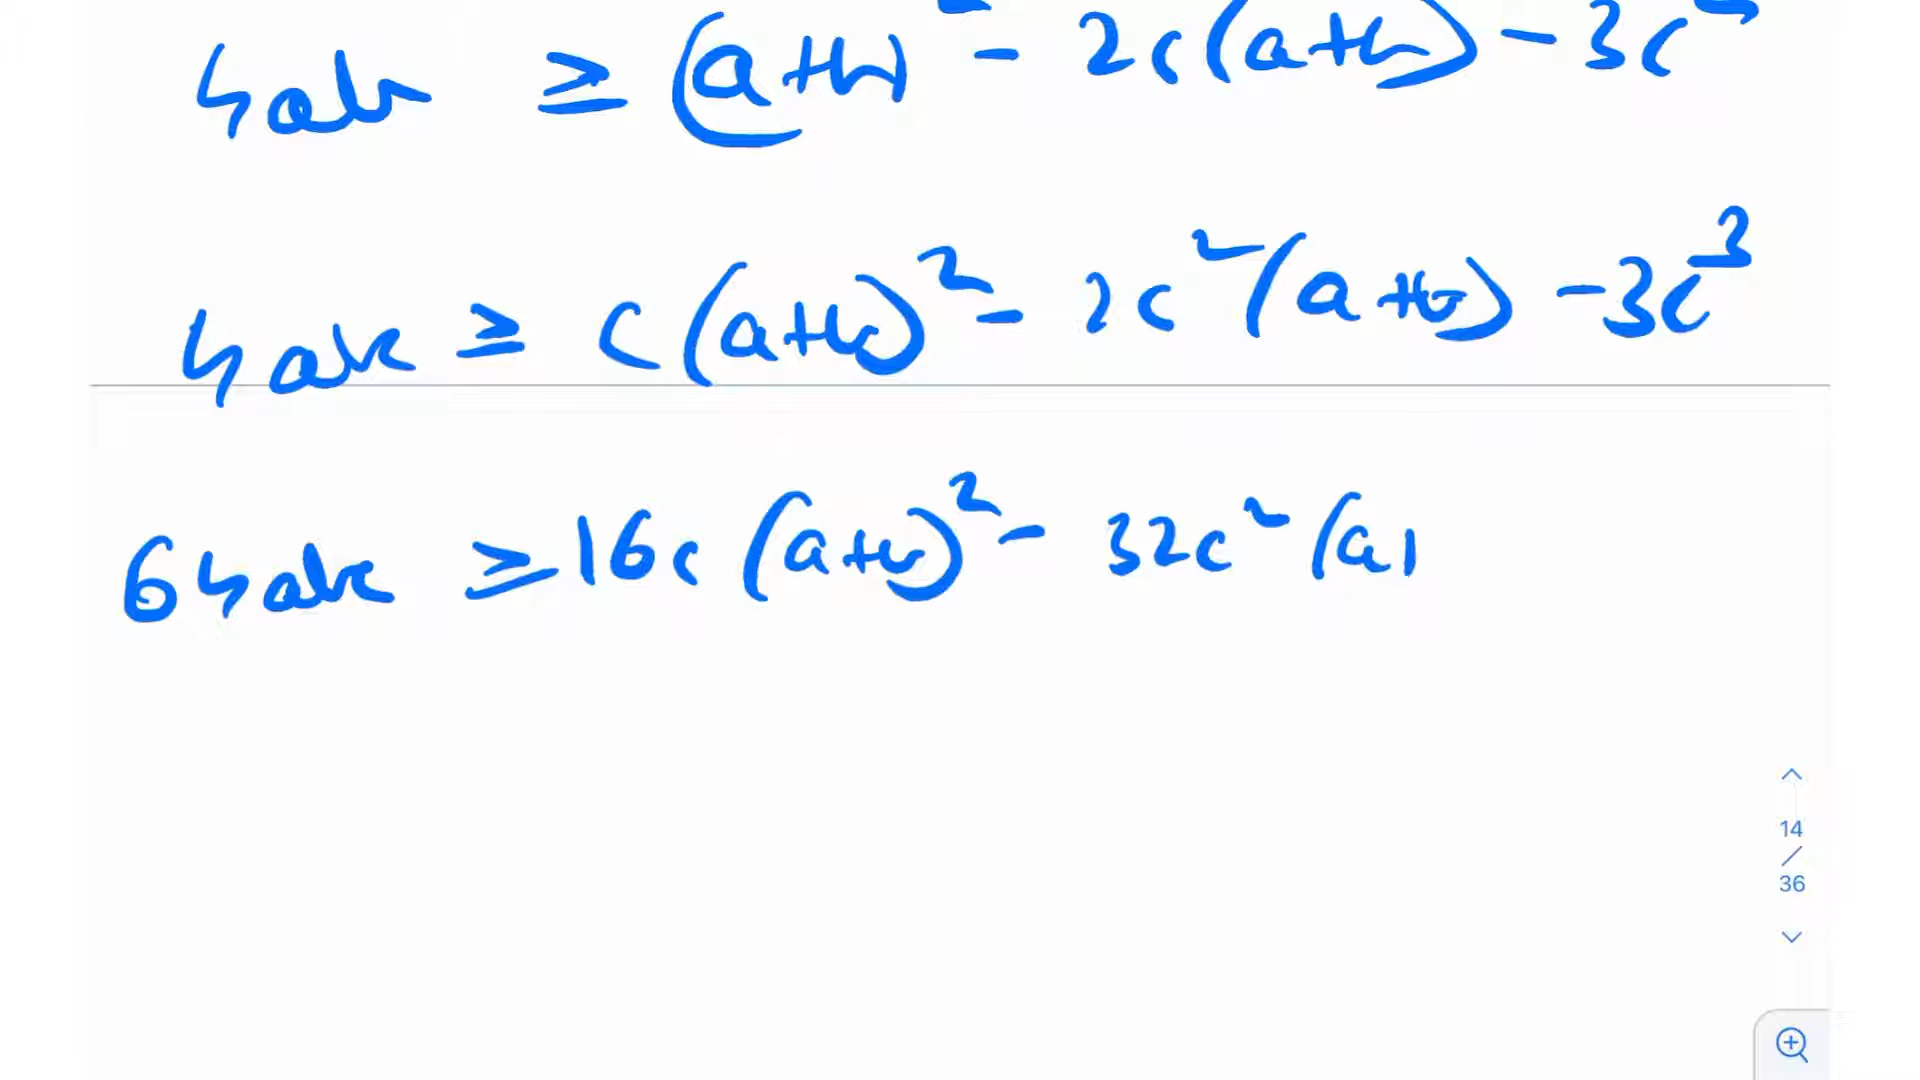 4ab ≥ (a+b)² - 2c(a+b) - 3c²
4abc ≥ c(a+b)² - 2c²(a+b) - 3c³
64abc ≥ 16c(a+b)² - 32c²(a
14
/
36